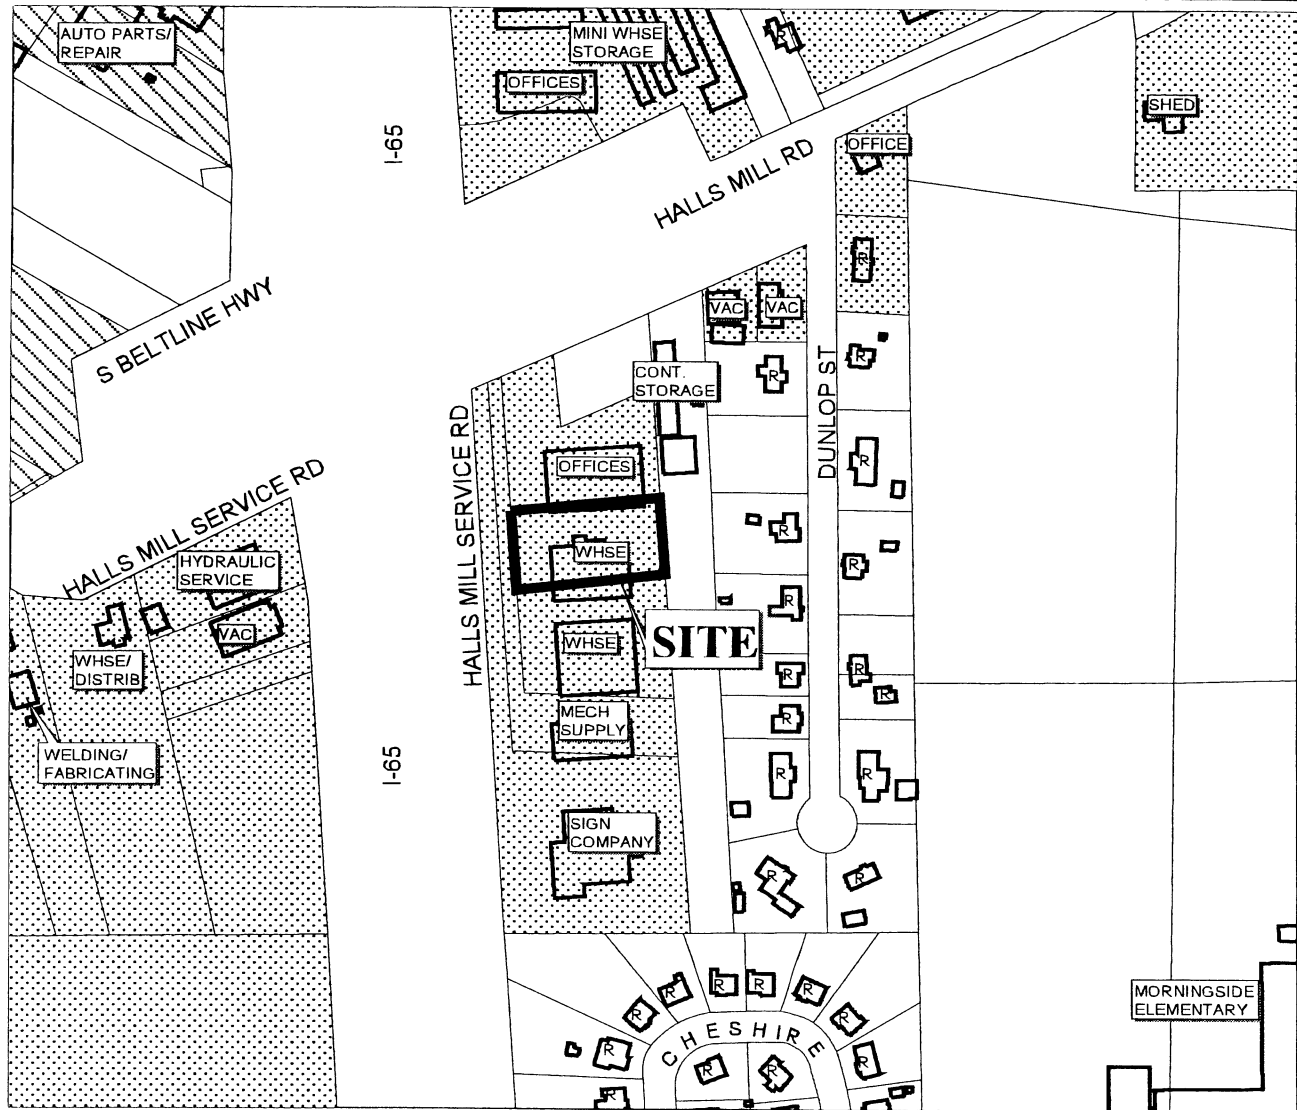 AUTO PARTS/
REPAIR
I-65
MINI WHSE
STORAGE
R
OFFICES
SHED
HALLS MILL RD
OFFICE
R
S BELTLINE HWY
VAC
VAC
CONT.
STORAGE
R
R
DUNLOP ST
HALLS MILL SERVICE RD
OFFICES
R
HALLS MILL SERVICE RD
WHSE
R
R
HYDRAULIC
SERVICE
VAC
WHSE/
DISTRIB
WHSE
SITE
R
R
R
R
MECH
SUPPLY
R
WELDING/
FABRICATING
I-65
R
R
SIGN
COMPANY
R
R
MORNINGSIDE
ELEMENTARY
R
R
R
R
R
R
CHESHIRE
R
R
R
R
R